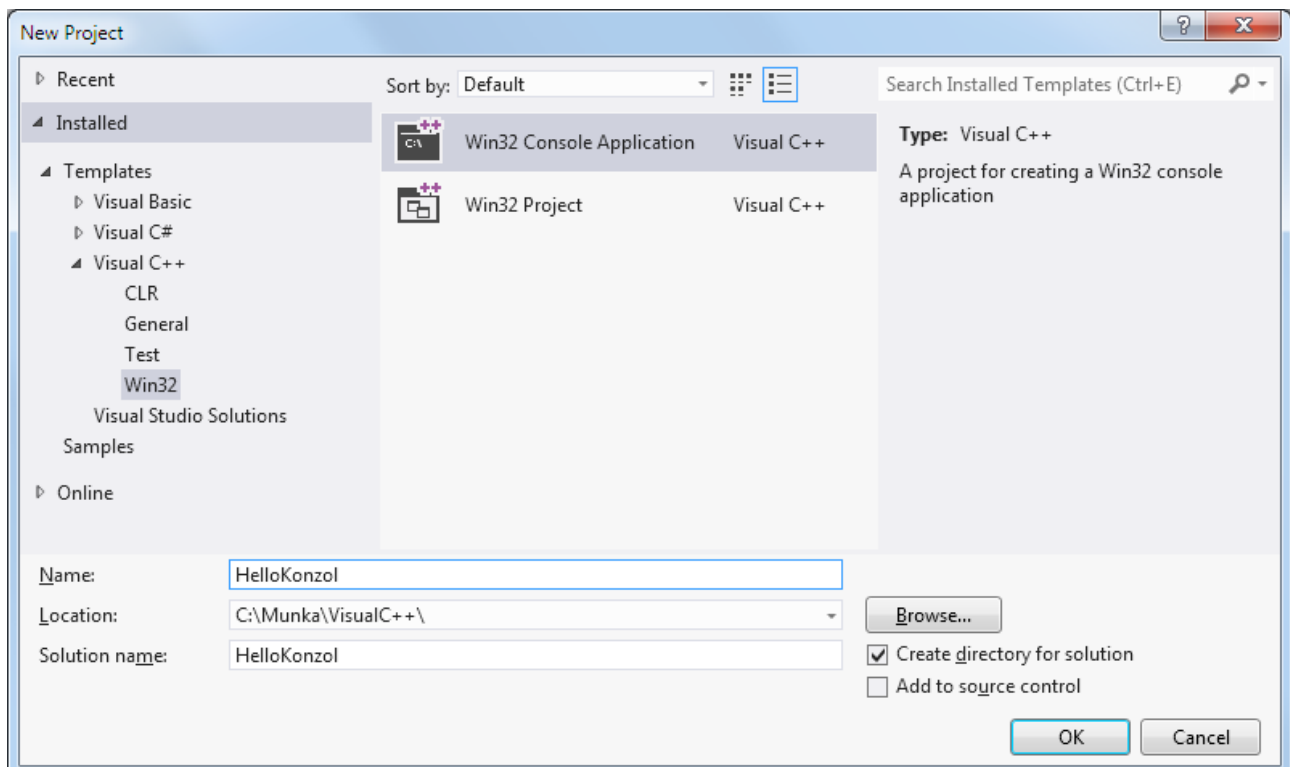 New Project
Recent
Installed
Templates
Visual Basic
Visual C#
Visual C++
CLR
General
Test
Win32
Visual Studio Solutions
Samples
Online
Sort by: Default
C:\
Win32 Console Application Visual C++
Win32 Project Visual C++
Search Installed Templates (Ctrl+E)
Type: Visual C++
A project for creating a Win32 console
application
Name: HelloKonzol
Location: C:\Munka\VisualC++\
Browse...
Solution name: HelloKonzol
Create directory for solution
Add to source control
OK Cancel